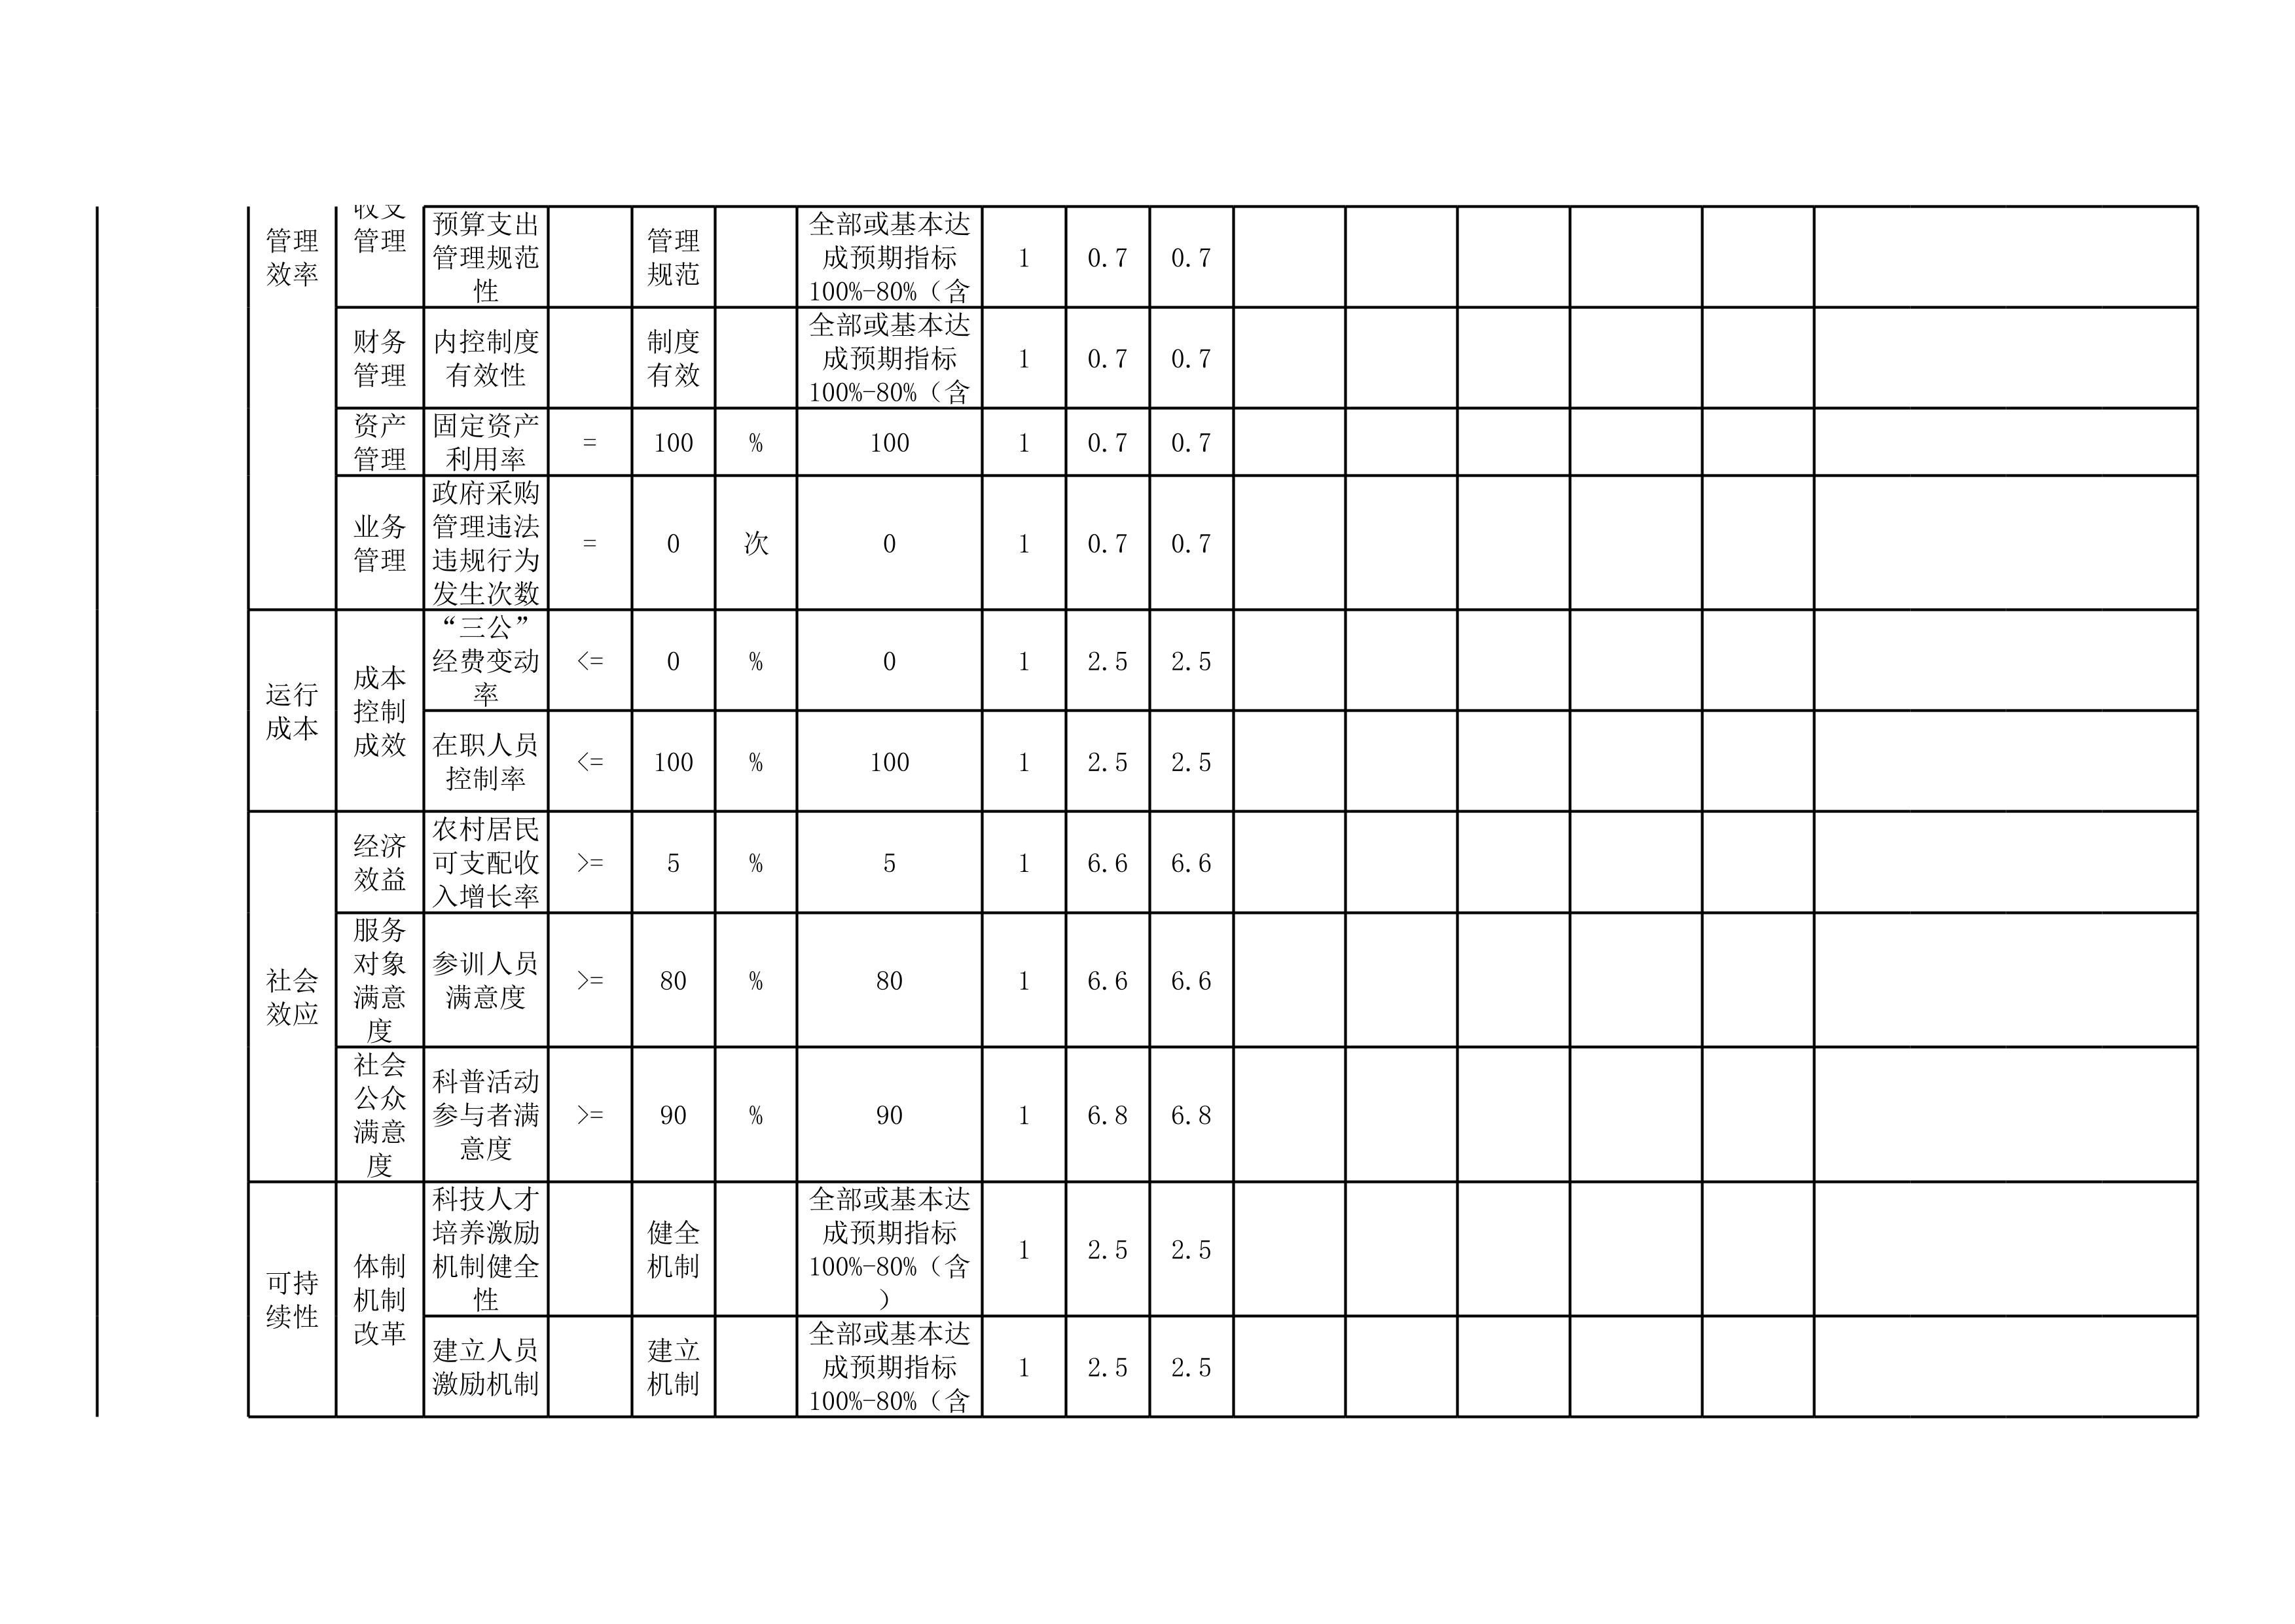 管理
效率
收支
管理
预算支出
管理规范
性
管理
规范
全部或基本达
成预期指标
100%-80%（含
1
0.7
0.7
财务
管理
内控制度
有效性
制度
有效
全部或基本达
成预期指标
100%-80%（含
1
0.7
0.7
资产
管理
固定资产
利用率
=
100
%
100
1
0.7
0.7
业务
管理
政府采购
管理违法
违规行为
发生次数
=
0
次
0
1
0.7
0.7
运行
成本
成本
控制
成效
“三公”
经费变动
率
<=
0
%
0
1
2.5
2.5
在职人员
控制率
<=
100
%
100
1
2.5
2.5
社会
效应
经济
效益
农村居民
可支配收
入增长率
>=
5
%
5
1
6.6
6.6
服务
对象
满意
度
参训人员
满意度
>=
80
%
80
1
6.6
6.6
社会
公众
满意
度
科普活动
参与者满
意度
>=
90
%
90
1
6.8
6.8
可持
续性
体制
机制
改革
科技人才
培养激励
机制健全
性
健全
机制
全部或基本达
成预期指标
100%-80%（含
）
1
2.5
2.5
建立人员
激励机制
建立
机制
全部或基本达
成预期指标
100%-80%（含
1
2.5
2.5